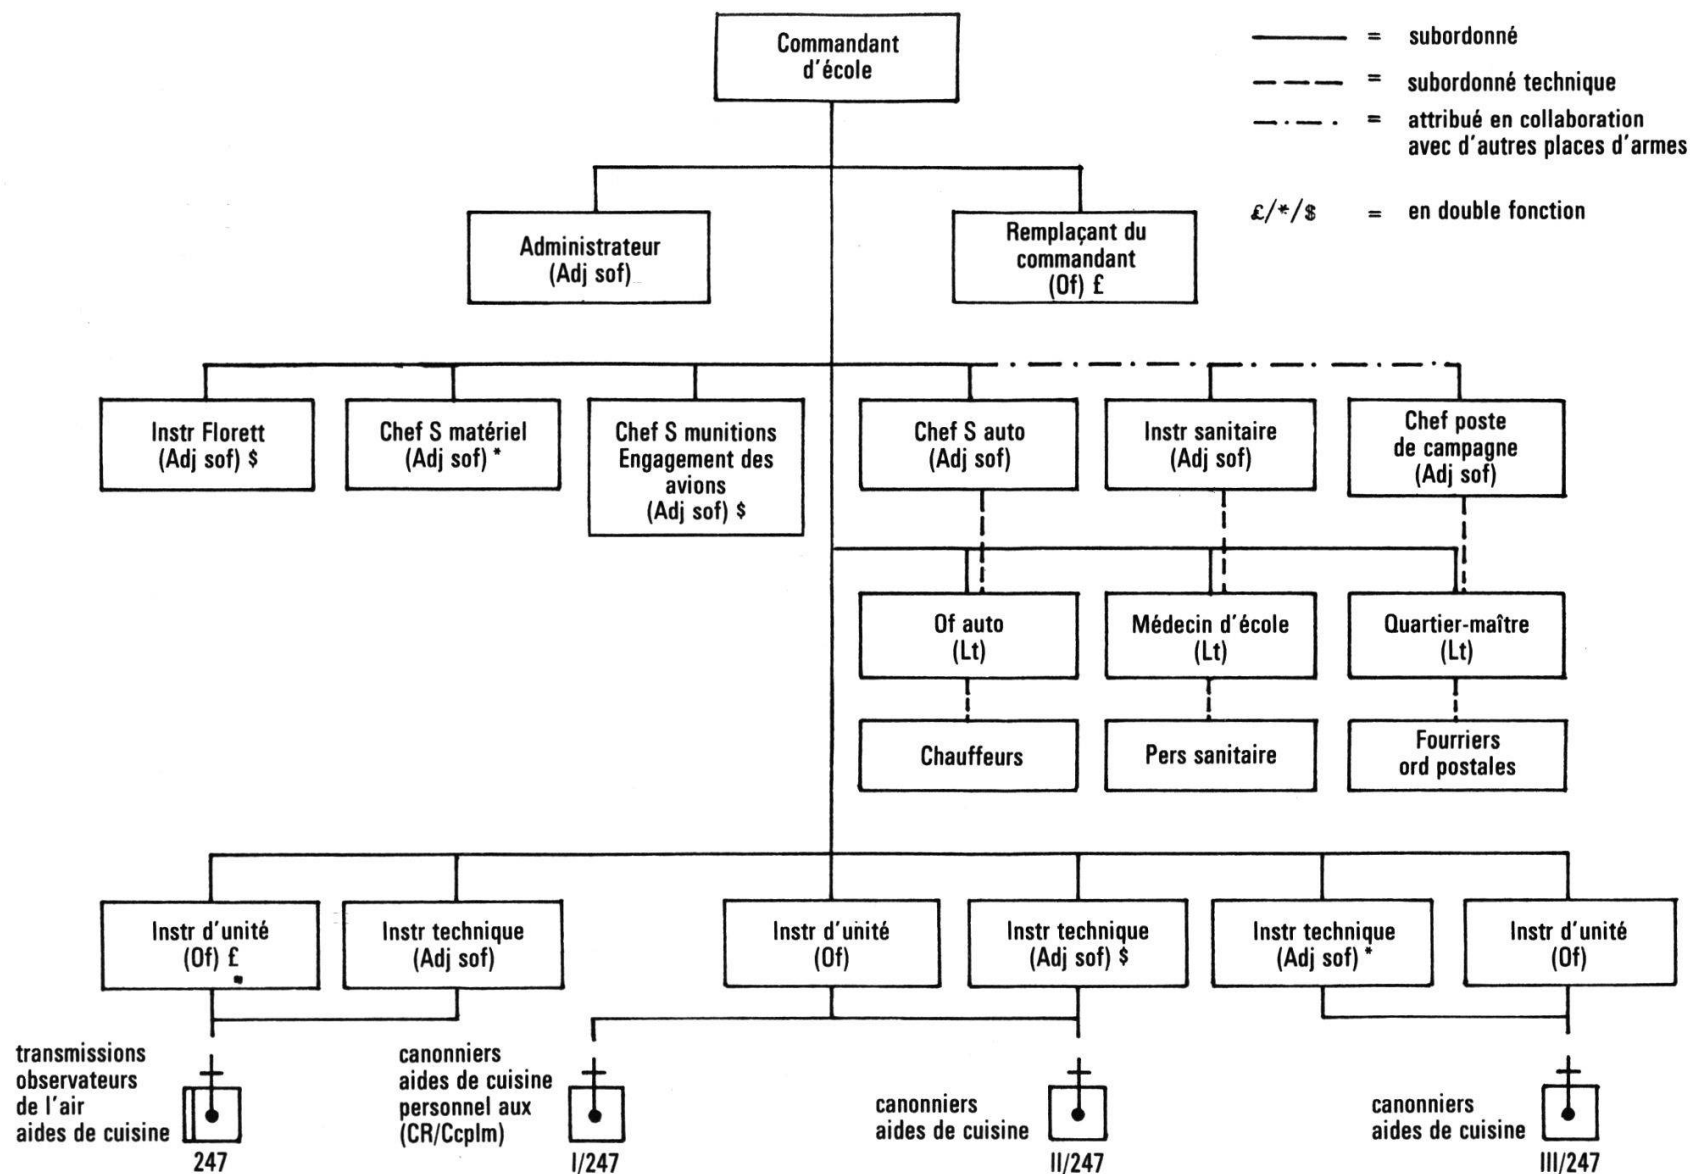 Commandant
d'école
= subordonné
= subordonné technique
= attribué en collaboration
avec d'autres places d'armes
£/*/$ = en double fonction
Administrateur
(Adj sof)
Remplaçant du
commandant
(Of) £
Instr Florett
(Adj sof) $
Chef S matériel
(Adj sof) *
Chef S munitions
Engagement des
avions
(Adj sof) $
Chef S auto
(Adj sof)
Instr sanitaire
(Adj sof)
Chef poste
de campagne
(Adj sof)
Of auto
(Lt)
Médecin d'école
(Lt)
Quartier-maître
(Lt)
Chauffeurs
Pers sanitaire
Fourriers
ord postales
Instr d'unité
(Of) £
Instr technique
(Adj sof)
Instr d'unité
(Of)
Instr technique
(Adj sof) $
Instr technique
(Adj sof) *
Instr d'unité
(Of)
transmissions
observateurs
de l'air
aides de cuisine
247
canonniers
aides de cuisine
personnel aux
(CR/Ccplm)
I/247
canonniers
aides de cuisine
II/247
canonniers
aides de cuisine
III/247